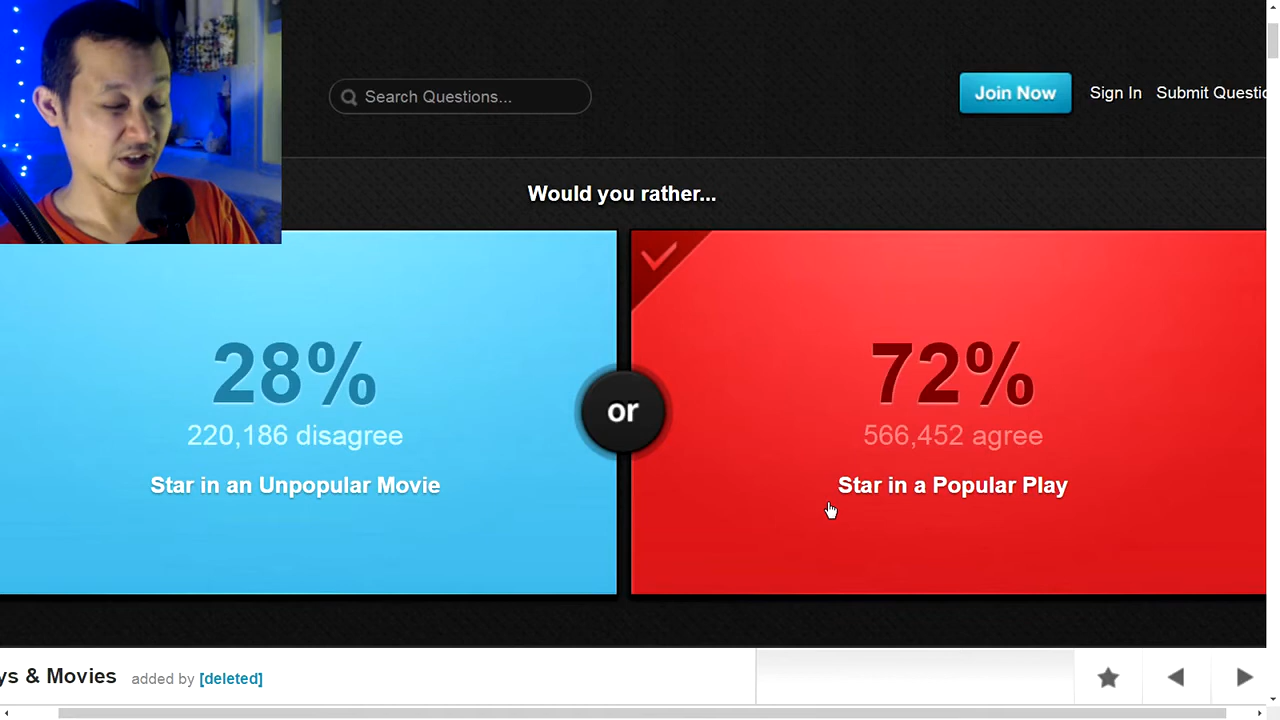 Search Questions...
Join Now
Sign In
Submit Questio
Would you rather...
28%
220,186 disagree
Star in an Unpopular Movie
or
72%
566,452 agree
Star in a Popular Play
ys & Movies
added by [deleted]